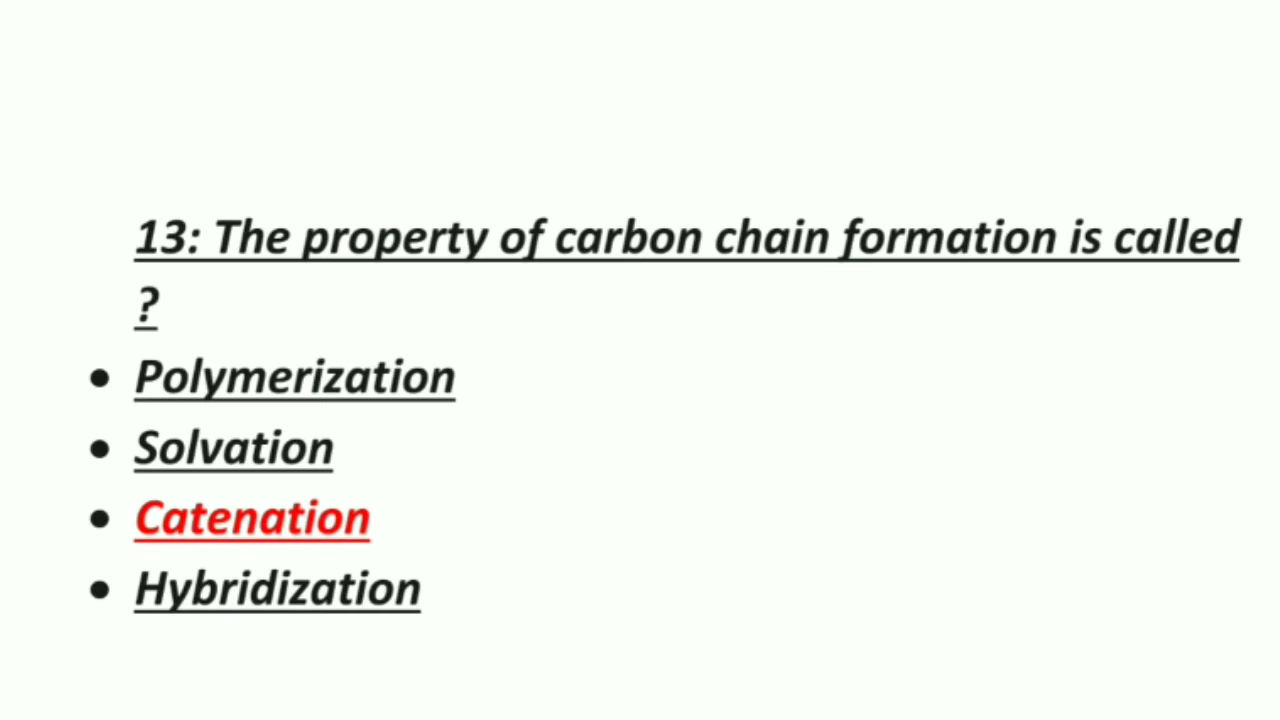 13: The property of carbon chain formation is called
?
• Polymerization
• Solvation
• Catenation
• Hybridization